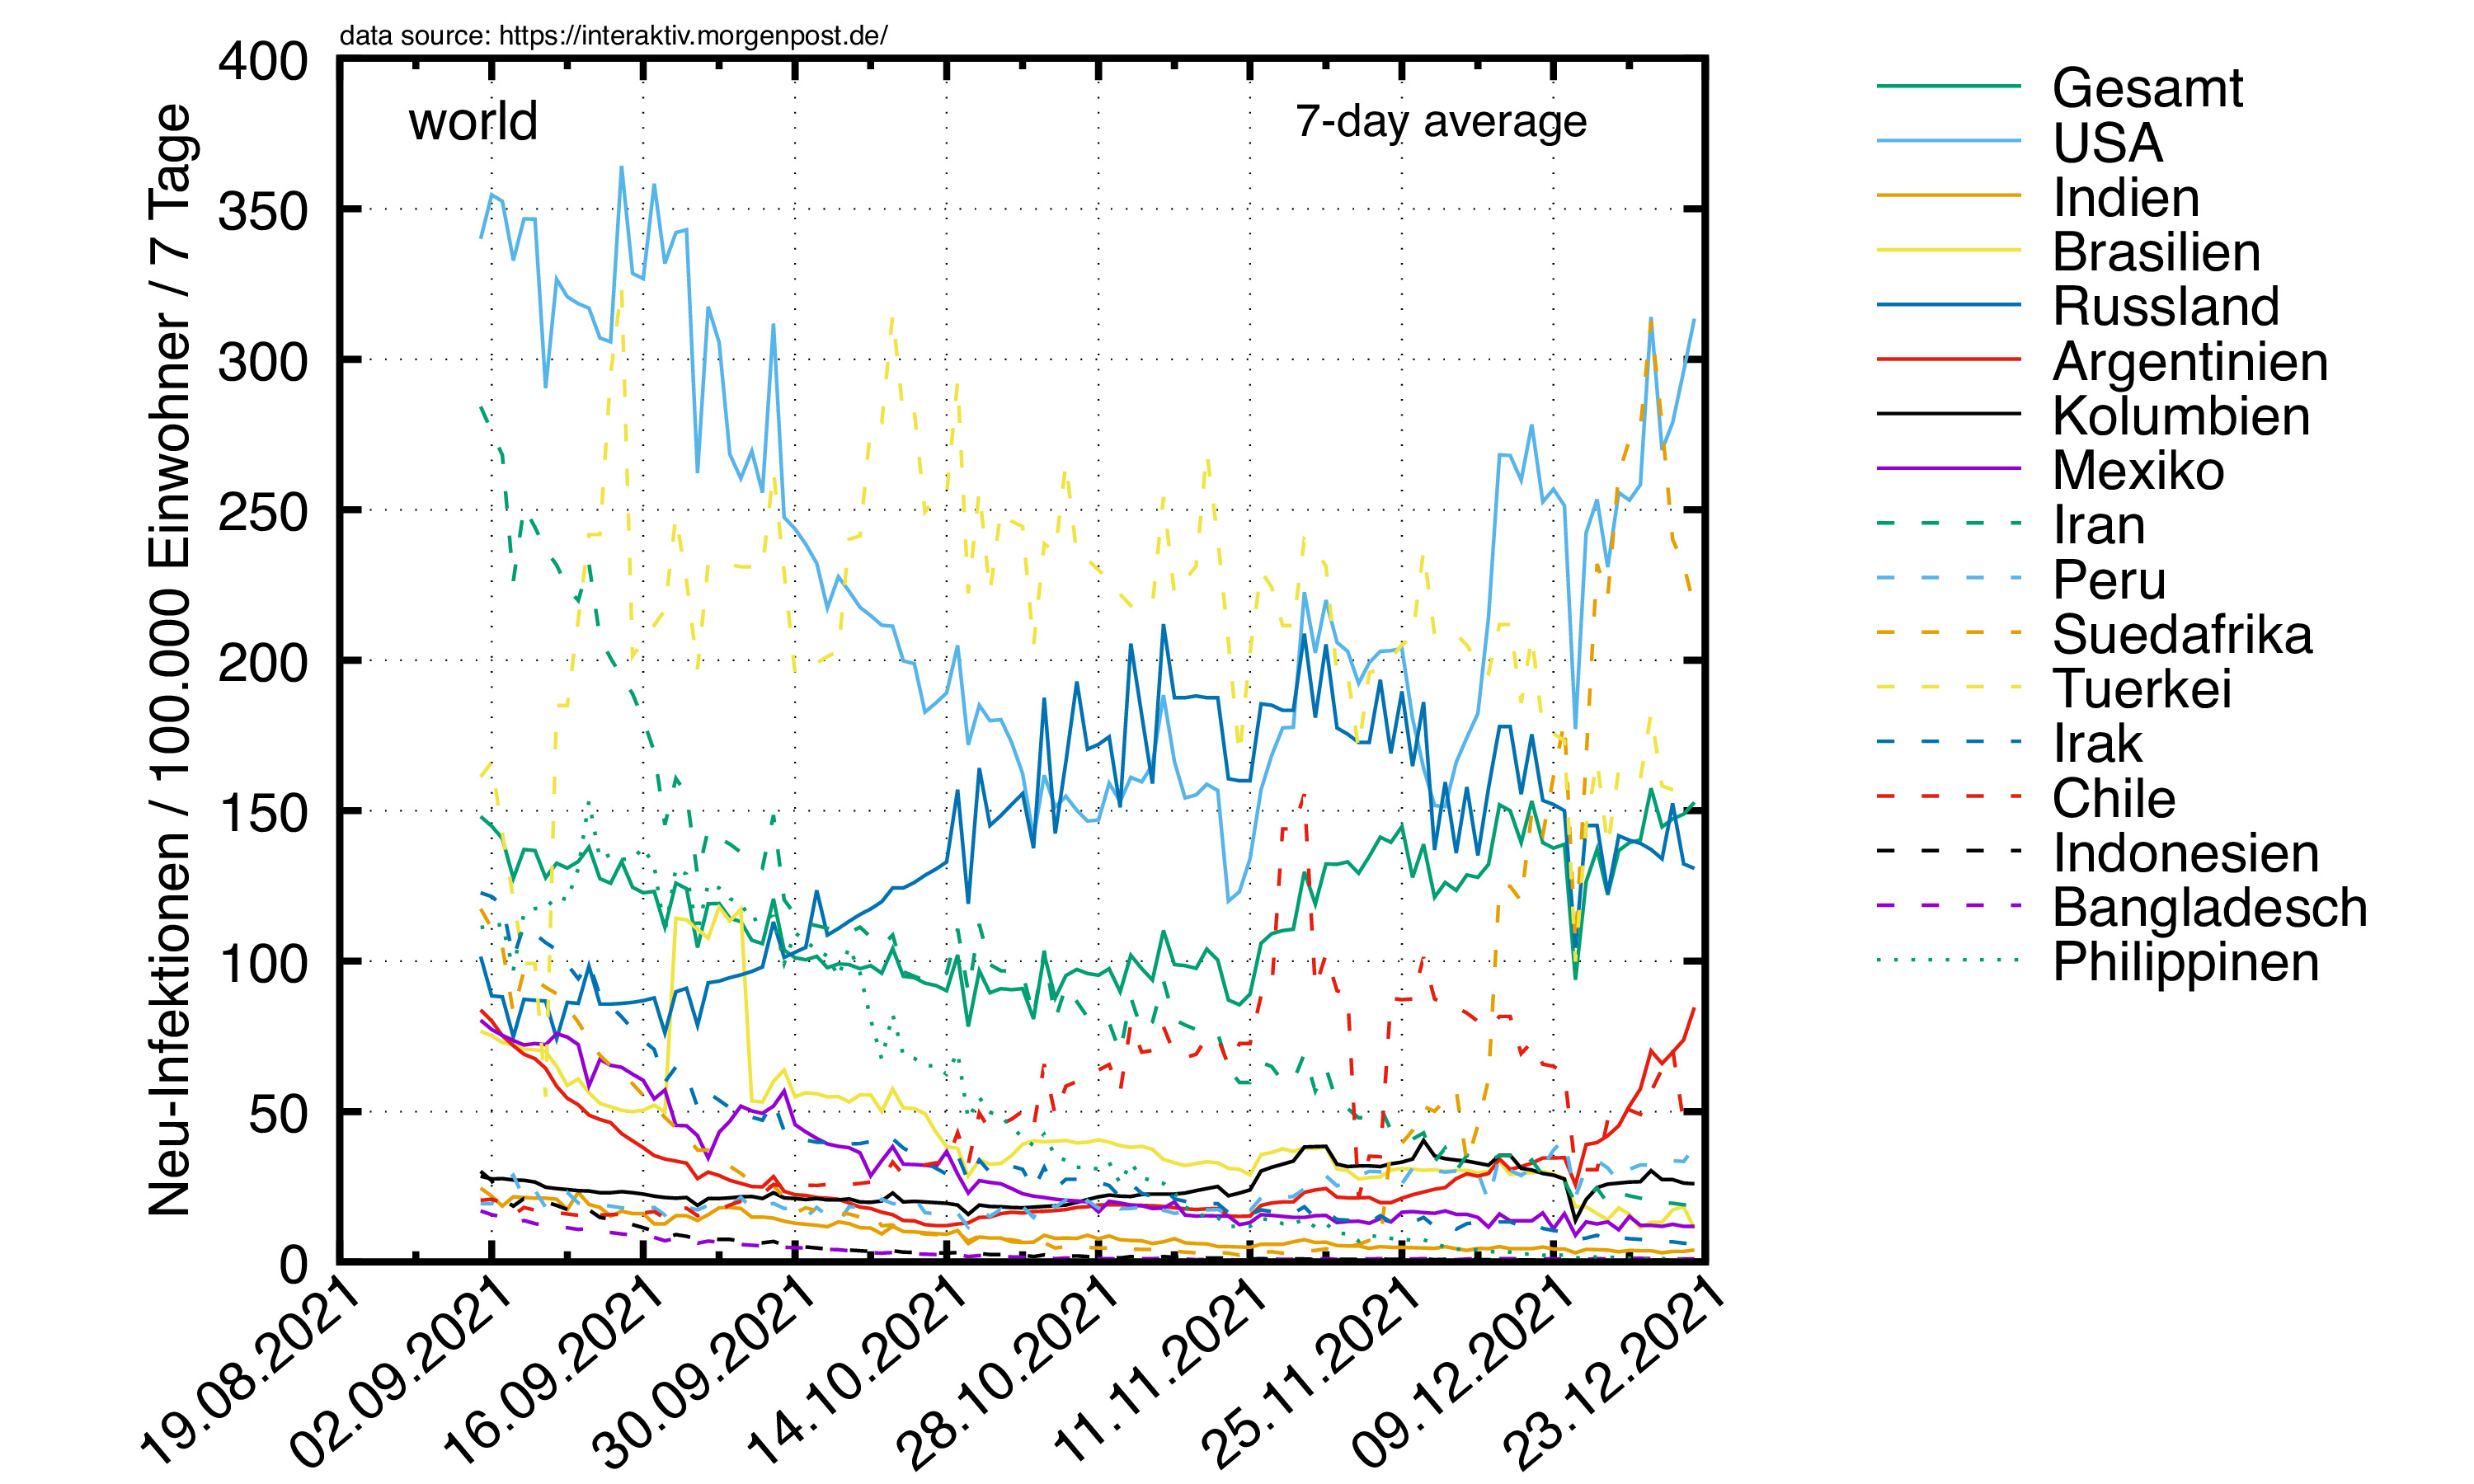 data source: https://interaktiv.morgenpost.de/
world
7-day average
Neu-Infektionen / 100.000 Einwohner / 7 Tage
400
350
300
250
200
150
100
50
0
19.08.2021
02.09.2021
16.09.2021
30.09.2021
14.10.2021
28.10.2021
11.11.2021
25.11.2021
09.12.2021
23.12.2021
Gesamt
USA
Indien
Brasilien
Russland
Argentinien
Kolumbien
Mexiko
Iran
Peru
Suedafrika
Tuerkei
Irak
Chile
Indonesien
Bangladesch
Philippinen